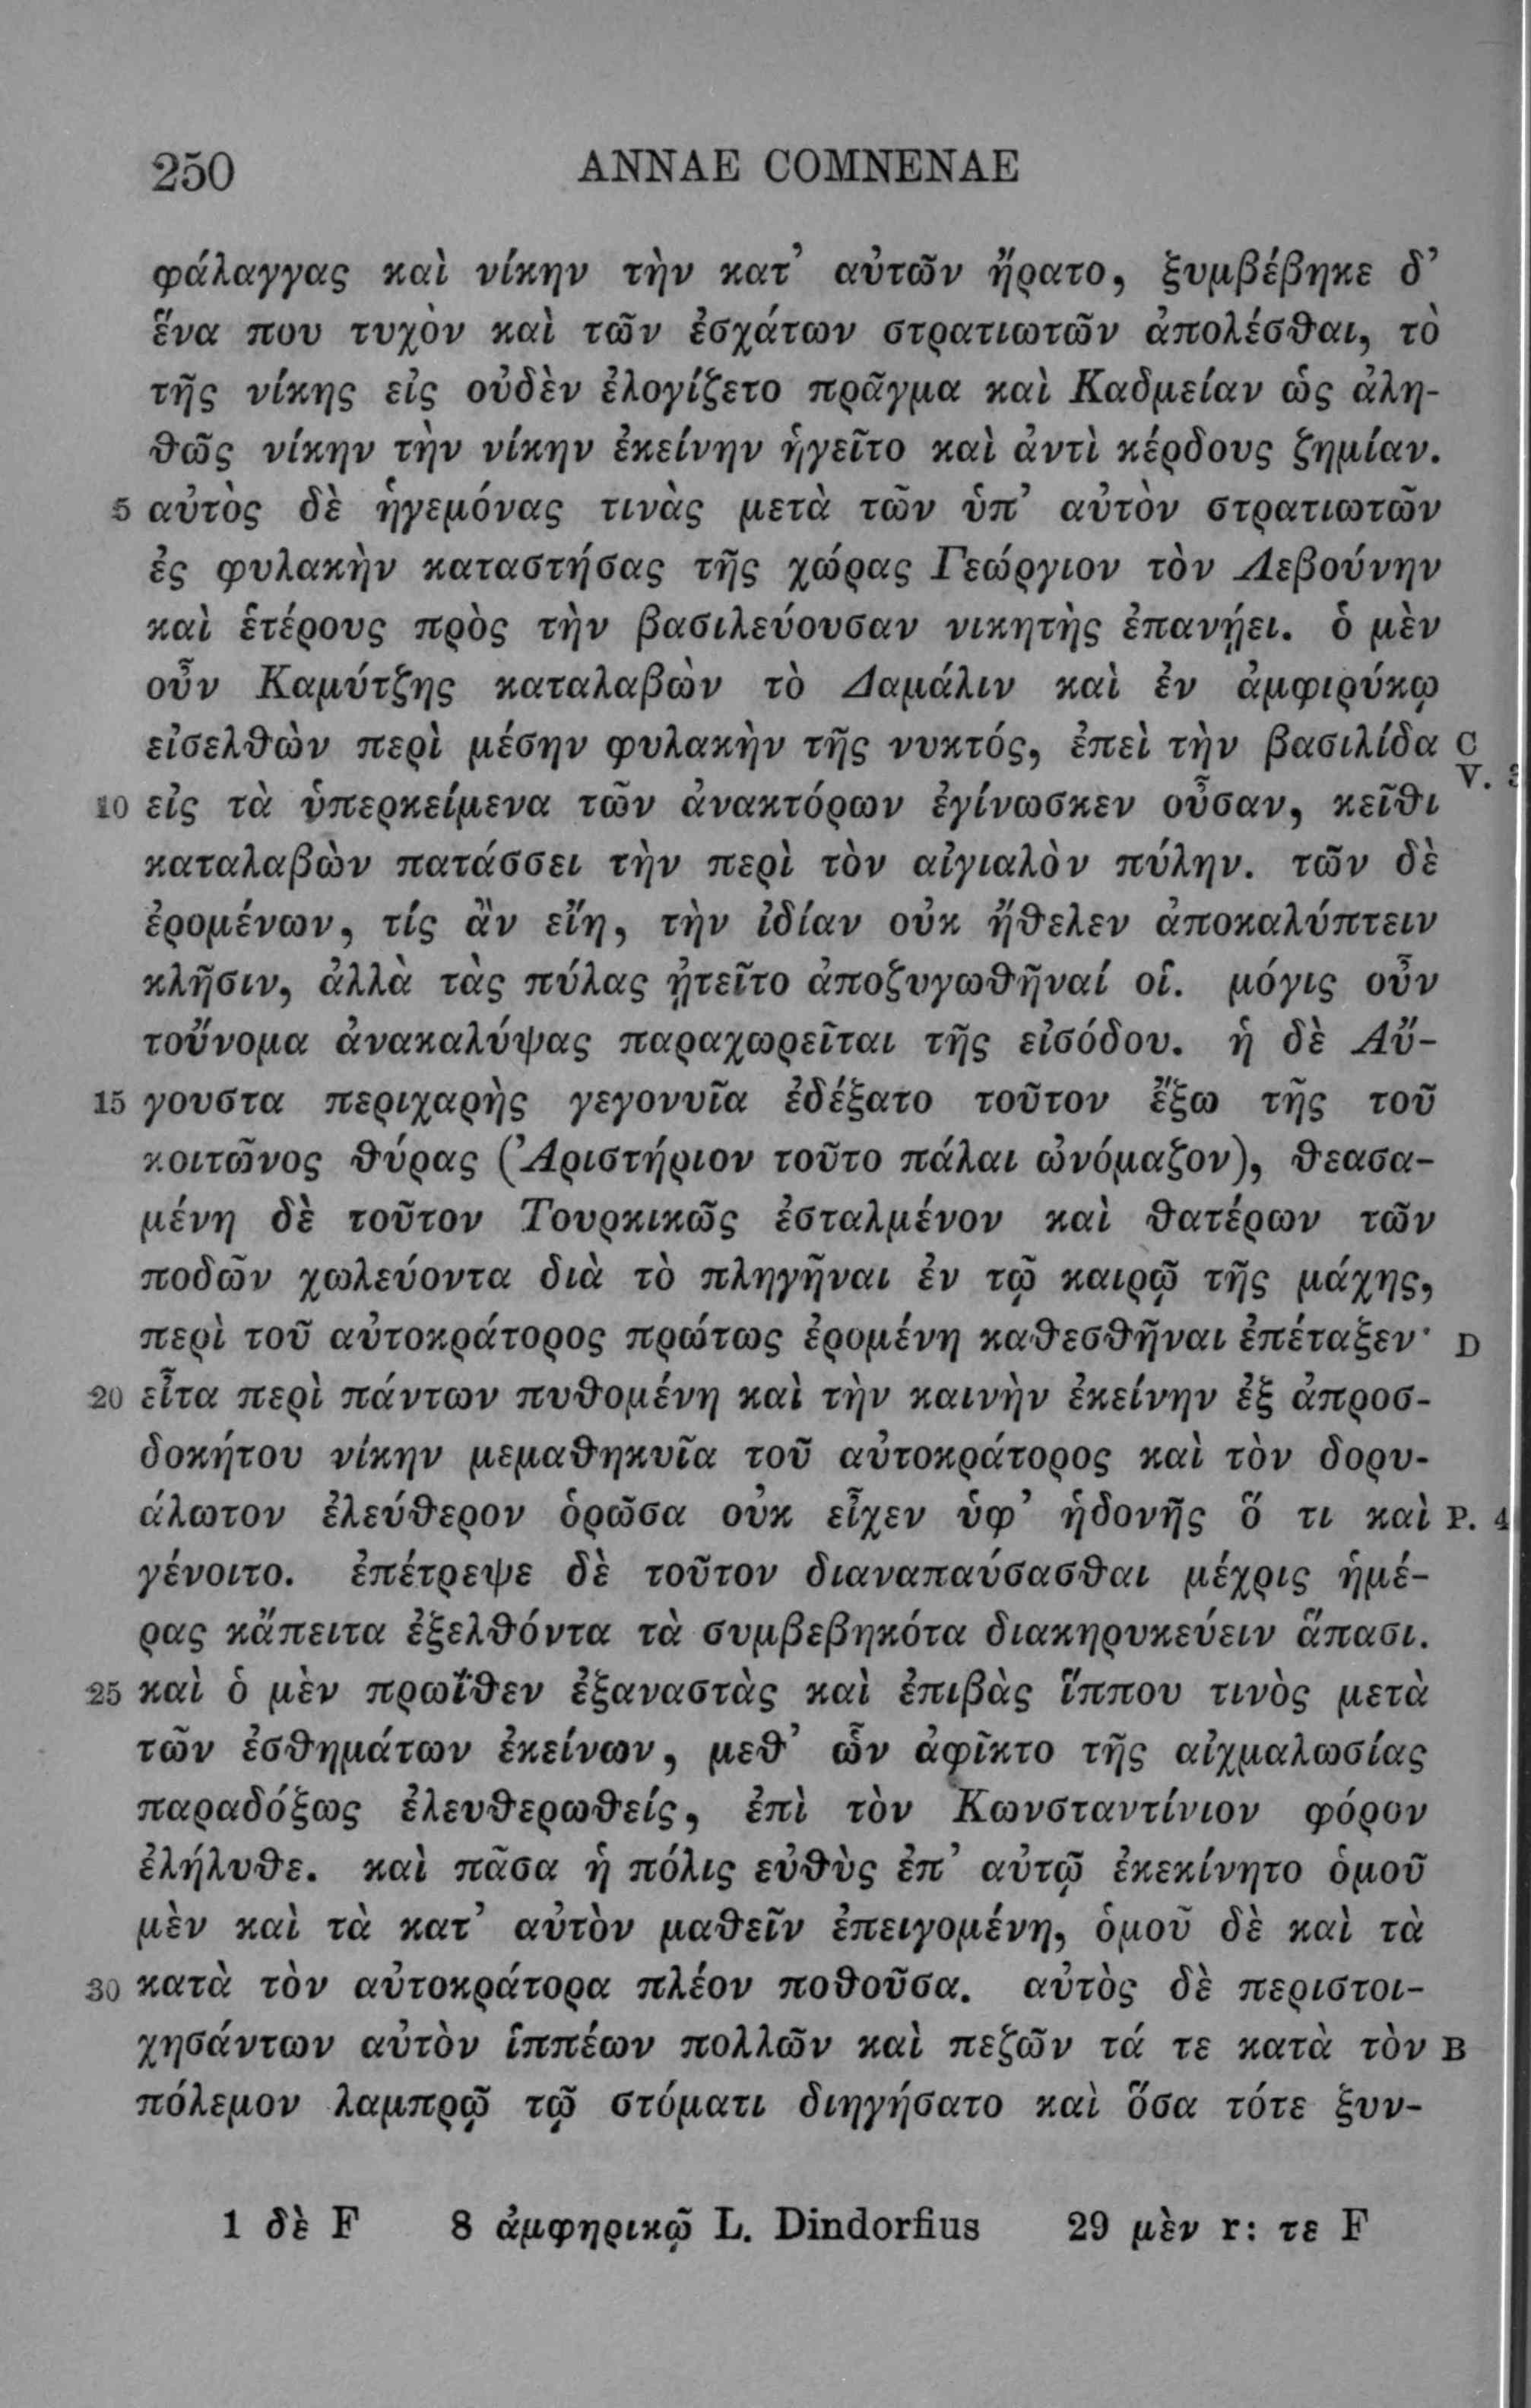 250 ANNAE COMNENAE
φάλαγγας καὶ νίκην τὴν κατ’ αὐτῶν ἤρατο, ξυμβέβηκε δ’
ἕνα που τυχὸν καὶ τῶν ἐσχάτων στρατιωτῶν ἀπολέσθαι, τὸ
τῆς νίκης εἰς οὐδὲν ἐλογίζετο πρᾶγμα καὶ Καδμείαν ὡς ἀλη-
θῶς νίκην τὴν νίκην ἐκείνην ἡγεῖτο καὶ ἀντὶ κέρδους ζημίαν.
5 αὐτὸς δὲ ἡγεμόνας τινὰς μετὰ τῶν ὑπ’ αὐτὸν στρατιωτῶν
ἐς φυλακὴν καταστήσας τῆς χώρας Γεώργιον τὸν Λεβούνην
καὶ ἑτέρους πρὸς τὴν βασιλεύουσαν νικητὴς ἐπανῄει. ὁ μὲν
οὖν Καμύτζης καταλαβὼν τὸ Δαμάλιν καὶ ἐν ἀμφιρύκῳ
εἰσελθὼν περὶ μέσην φυλακὴν τῆς νυκτός, ἐπεὶ τὴν βασιλίδα C
V.
10 εἰς τὰ ὑπερκείμενα τῶν ἀνακτόρων ἐγίνωσκεν οὖσαν, κεῖθι
καταλαβὼν πατάσσει τὴν περὶ τὸν αἰγιαλὸν πύλην. τῶν δὲ
ἐρομένων, τίς ἂν εἴη, τὴν ἰδίαν οὐκ ἤθελεν ἀποκαλύπτειν
κλῆσιν, ἀλλὰ τὰς πύλας ᾐτεῖτο ἀποζυγωθῆναί οἱ. μόγις οὖν
τοὔνομα ἀνακαλύψας παραχωρεῖται τῆς εἰσόδου. ἡ δὲ Αὔ-
15 γουστα περιχαρὴς γεγονυῖα ἐδέξατο τοῦτον ἔξω τῆς τοῦ
κοιτῶνος θύρας (Ἀριστήριον τοῦτο πάλαι ὠνόμαζον), θεασα-
μένη δὲ τοῦτον Τουρκικῶς ἐσταλμένον καὶ θατέρων τῶν
ποδῶν χωλεύοντα διὰ τὸ πληγῆναι ἐν τῷ καιρῷ τῆς μάχης,
περὶ τοῦ αὐτοκράτορος πρώτως ἐρομένη καθεσθῆναι ἐπέταξεν· D
20 εἶτα περὶ πάντων πυθομένη καὶ τὴν καινὴν ἐκείνην ἐξ ἀπροσ-
δοκήτου νίκην μεμαθηκυῖα τοῦ αὐτοκράτορος καὶ τὸν δορυ-
άλωτον ἐλεύθερον ὁρῶσα οὐκ εἶχεν ὑφ’ ἡδονῆς ὅ τι καὶ P. 4
γένοιτο. ἐπέτρεψε δὲ τοῦτον διαναπαύσασθαι μέχρις ἡμέ-
ρας κἄπειτα ἐξελθόντα τὰ συμβεβηκότα διακηρυκεύειν ἅπασι.
25 καὶ ὁ μὲν πρωΐθεν ἐξαναστὰς καὶ ἐπιβὰς ἵππου τινὸς μετὰ
τῶν ἐσθημάτων ἐκείνων, μεθ’ ὧν ἀφῖκτο τῆς αἰχμαλωσίας
παραδόξως ἐλευθερωθείς, ἐπὶ τὸν Κωνσταντίνιον φόρον
ἐλήλυθε. καὶ πᾶσα ἡ πόλις εὐθὺς ἐπ’ αὐτῷ ἐκεκίνητο ὁμοῦ
μὲν καὶ τὰ κατ’ αὐτὸν μαθεῖν ἐπειγομένη, ὁμοῦ δὲ καὶ τὰ
30 κατὰ τὸν αὐτοκράτορα πλέον ποθοῦσα. αὐτὸς δὲ περιστοι-
χησάντων αὐτὸν ἱππέων πολλῶν καὶ πεζῶν τά τε κατὰ τὸν B
πόλεμον λαμπρῷ τῷ στόματι διηγήσατο καὶ ὅσα τότε ξυν-
1 δὲ F 8 ἀμφηρικῷ L. Dindorfius 29 μὲν r: τε F